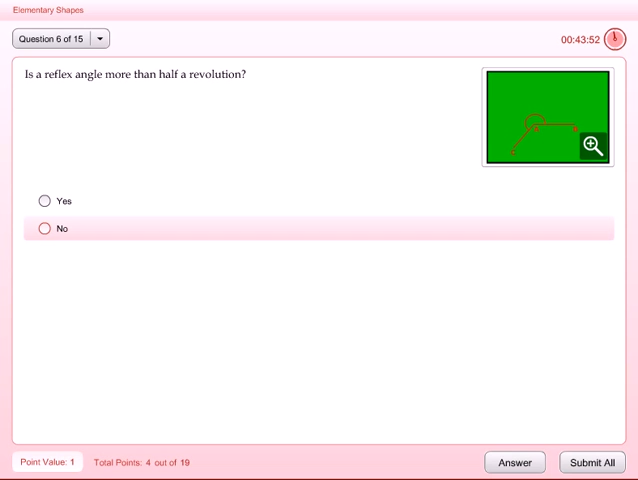 Elementary Shapes
Question 6 of 15
00:43:52
Is a reflex angle more than half a revolution?
Yes
No
Point Value: 1
Total Points: 4 out of 19
Answer
Submit All